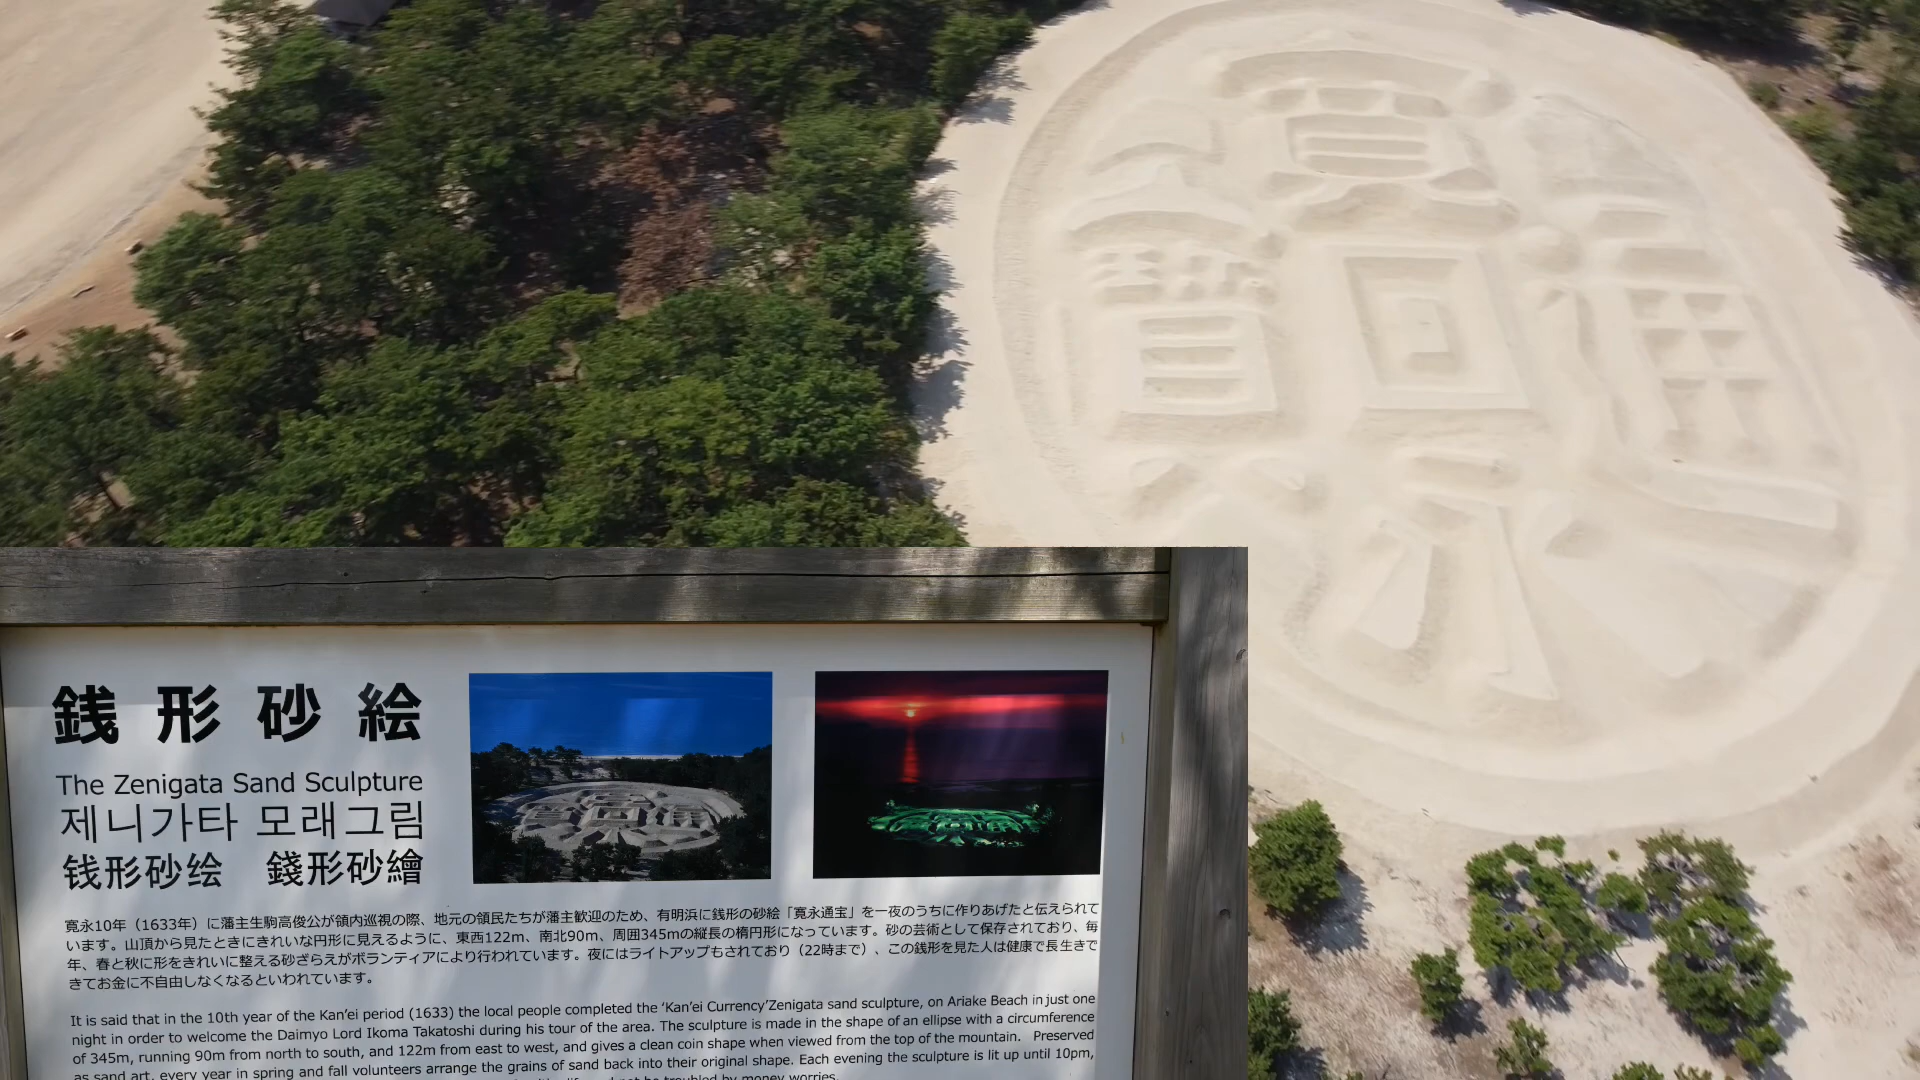 寛
通
寳
永
銭形砂絵
The Zenigata Sand Sculpture
제니가타 모래그림
钱形砂绘 錢形砂繪
寛永10年（1633年）に藩主生駒高俊公が領内巡視の際、地元の領民たちが藩主歓迎のため、有明浜に銭形の砂絵「寛永通宝」を一夜のうちに作りあげたと伝えられて
います。山頂から見たときにきれいな円形に見えるように、東西122m、南北90m、周囲345mの縦長の楕円形になっています。砂の芸術として保存されており、毎
年、春と秋に形をきれいに整える砂ざらえがボランティアにより行われています。夜にはライトアップもされており（22時まで）、この銭形を見た人は健康で長生きで
きてお金に不自由しなくなるといわれています。
It is said that in the 10th year of the Kan’ei period (1633) the local people completed the ‘Kan’ei Currency’Zenigata sand sculpture, on Ariake Beach in just one
night in order to welcome the Daimyo Lord Ikoma Takatoshi during his tour of the area. The sculpture is made in the shape of an ellipse with a circumference
of 345m, running 90m from north to south, and 122m from east to west, and gives a clean coin shape when viewed from the top of the mountain. Preserved
as sand art, every year in spring and fall volunteers arrange the grains of sand back into their original shape. Each evening the sculpture is lit up until 10pm,
not be troubled by money worries.